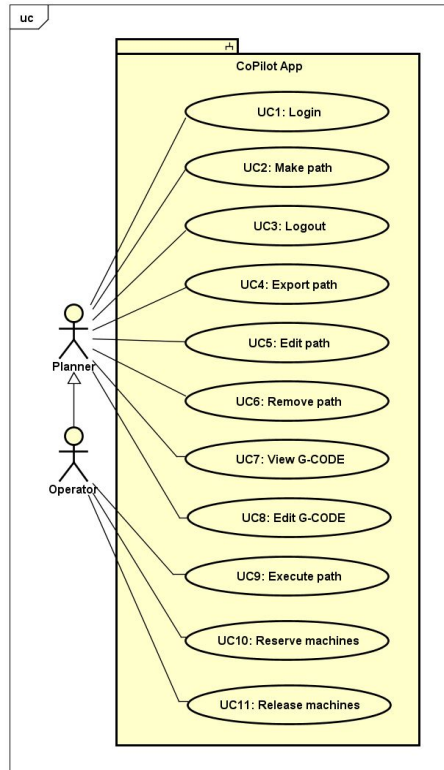 uc
CoPilot App
UC1: Login
UC2: Make path
UC3: Logout
UC4: Export path
UC5: Edit path
Planner
UC6: Remove path
UC7: View G-CODE
Operator
UC8: Edit G-CODE
UC9: Execute path
UC10: Reserve machines
UC11: Release machines